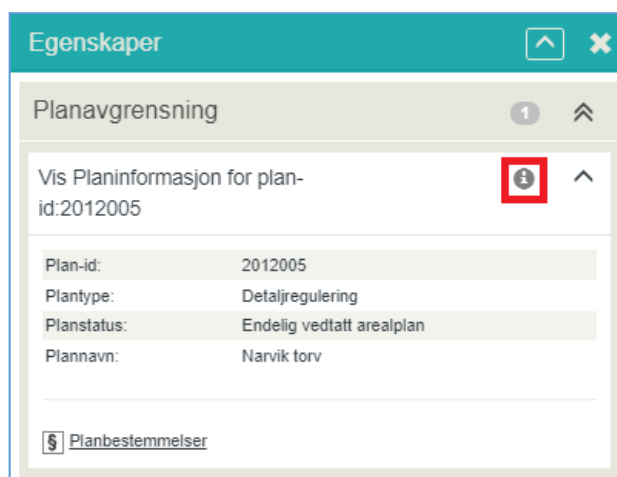 Egenskaper
Planavgrensning 1
Vis Planinformasjon for plan-
id:2012005
Plan-id: 2012005
Plantype: Detaljregulering
Planstatus: Endelig vedtatt arealplan
Plannavn: Narvik torv
§ Planbestemmelser